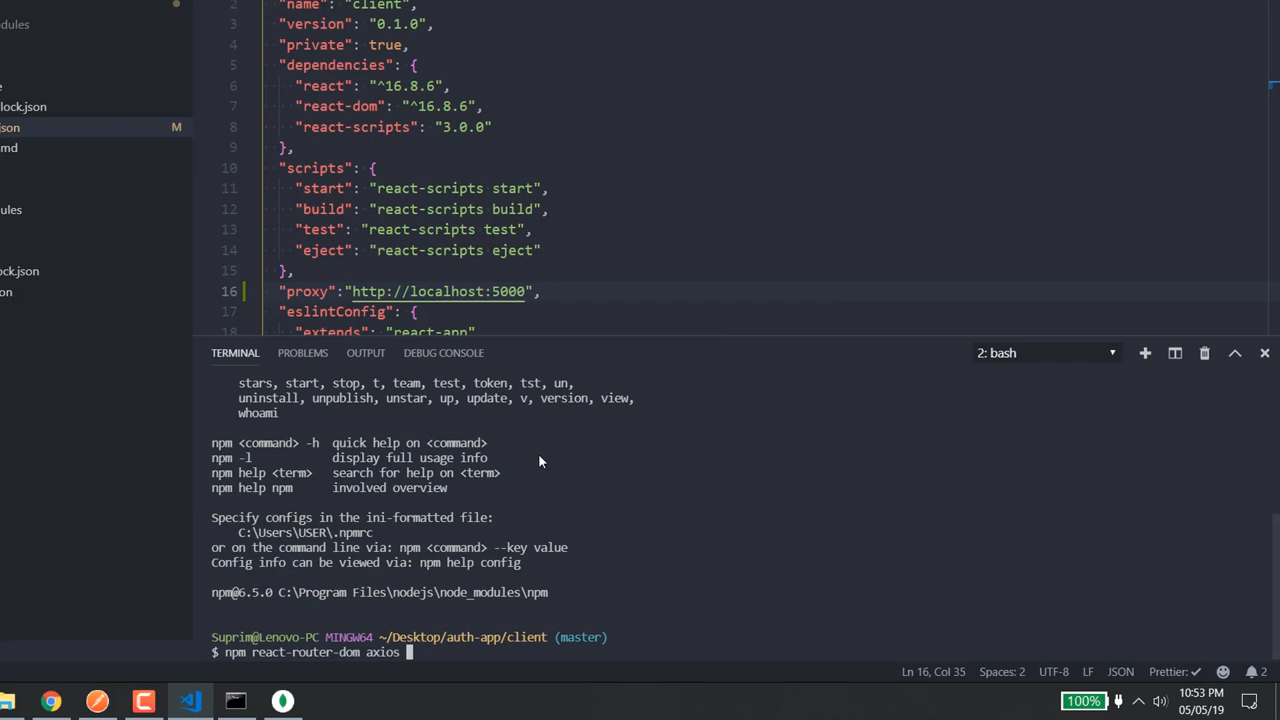 odules
lock.json
json M
md
ules
ock.json
on
2 "name": "client",
3 "version": "0.1.0",
4 "private": true,
5 "dependencies": {
6 "react": "^16.8.6",
7 "react-dom": "^16.8.6",
8 "react-scripts": "3.0.0"
9 },
10 "scripts": {
11 "start": "react-scripts start",
12 "build": "react-scripts build",
13 "test": "react-scripts test",
14 "eject": "react-scripts eject"
15 },
16 "proxy":"http://localhost:5000",
17 "eslintConfig": {
18 "extends": "react-app"
TERMINAL PROBLEMS OUTPUT DEBUG CONSOLE 2: bash
stars, start, stop, t, team, test, token, tst, un,
uninstall, unpublish, unstar, up, update, v, version, view,
whoami
npm <command> -h quick help on <command>
npm -l display full usage info
npm help <term> search for help on <term>
npm help npm involved overview
Specify configs in the ini-formatted file:
C:\Users\USER\.npmrc
or on the command line via: npm <command> --key value
Config info can be viewed via: npm help config
npm@6.5.0 C:\Program Files\nodejs\node_modules\npm
Suprim@Lenovo-PC MINGW64 ~/Desktop/auth-app/client (master)
$ npm react-router-dom axios
Ln 16, Col 35 Spaces: 2 UTF-8 LF JSON Prettier: ✓ 2
100% 10:53 PM
05/05/19